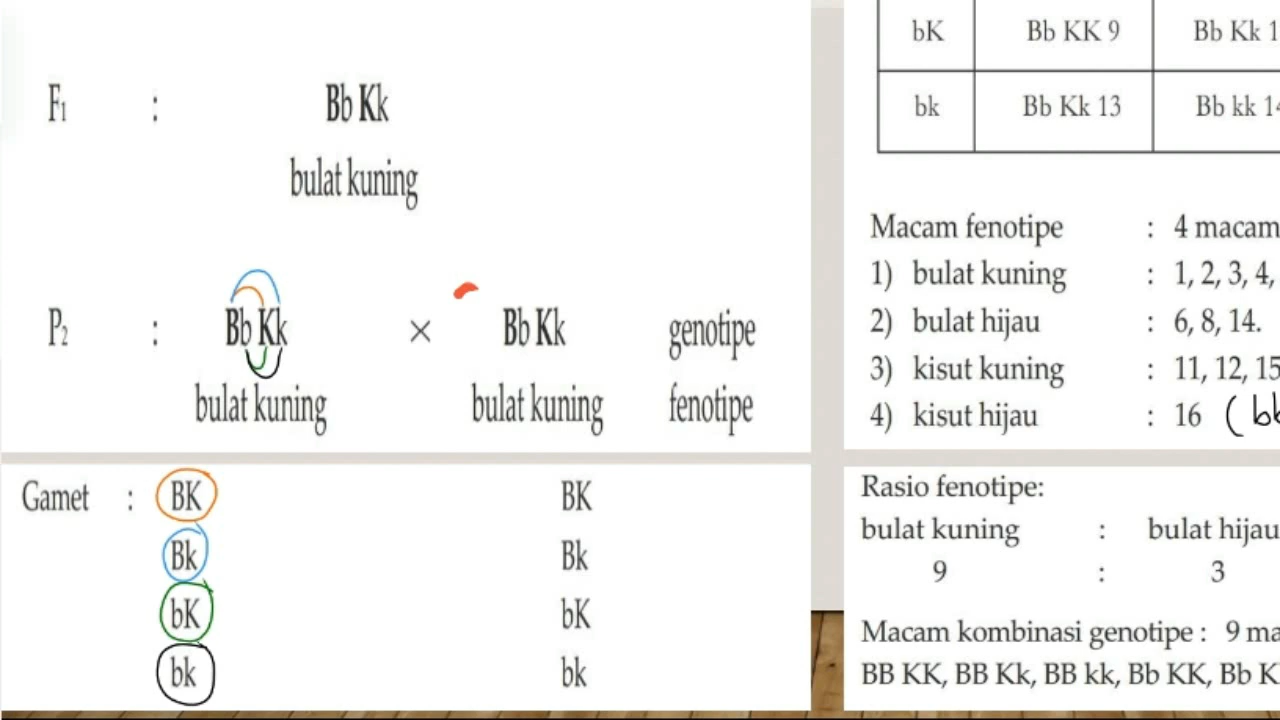 F1 : Bb Kk
bulat kuning
P2 : Bb Kk × Bb Kk genotipe
bulat kuning bulat kuning fenotipe
Gamet : BK BK
Bk Bk
bK bK
bk bk
bK Bb KK 9 Bb Kk 1
bk Bb Kk 13 Bb kk 14
Macam fenotipe : 4 macam
1) bulat kuning : 1, 2, 3, 4,
2) bulat hijau : 6, 8, 14.
3) kisut kuning : 11, 12, 15
4) kisut hijau : 16 ( bb
Rasio fenotipe:
bulat kuning : bulat hijau
9 : 3
Macam kombinasi genotipe : 9 ma
BB KK, BB Kk, BB kk, Bb KK, Bb K